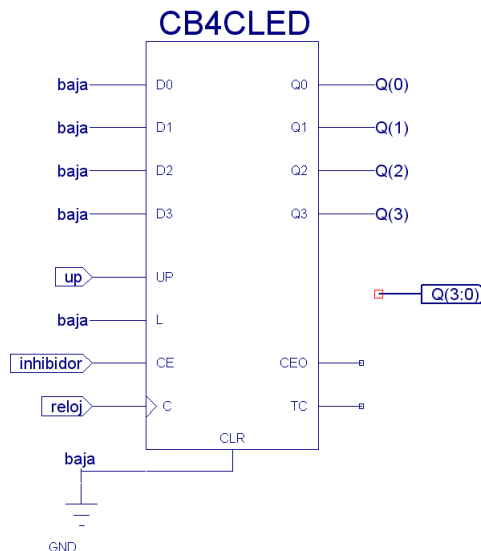 CB4CLED
baja D0 Q0 Q(0)
baja D1 Q1 Q(1)
baja D2 Q2 Q(2)
baja D3 Q3 Q(3)
up UP
Q(3:0)
baja L
inhibidor CE CEO
reloj C TC
CLR
baja
GND